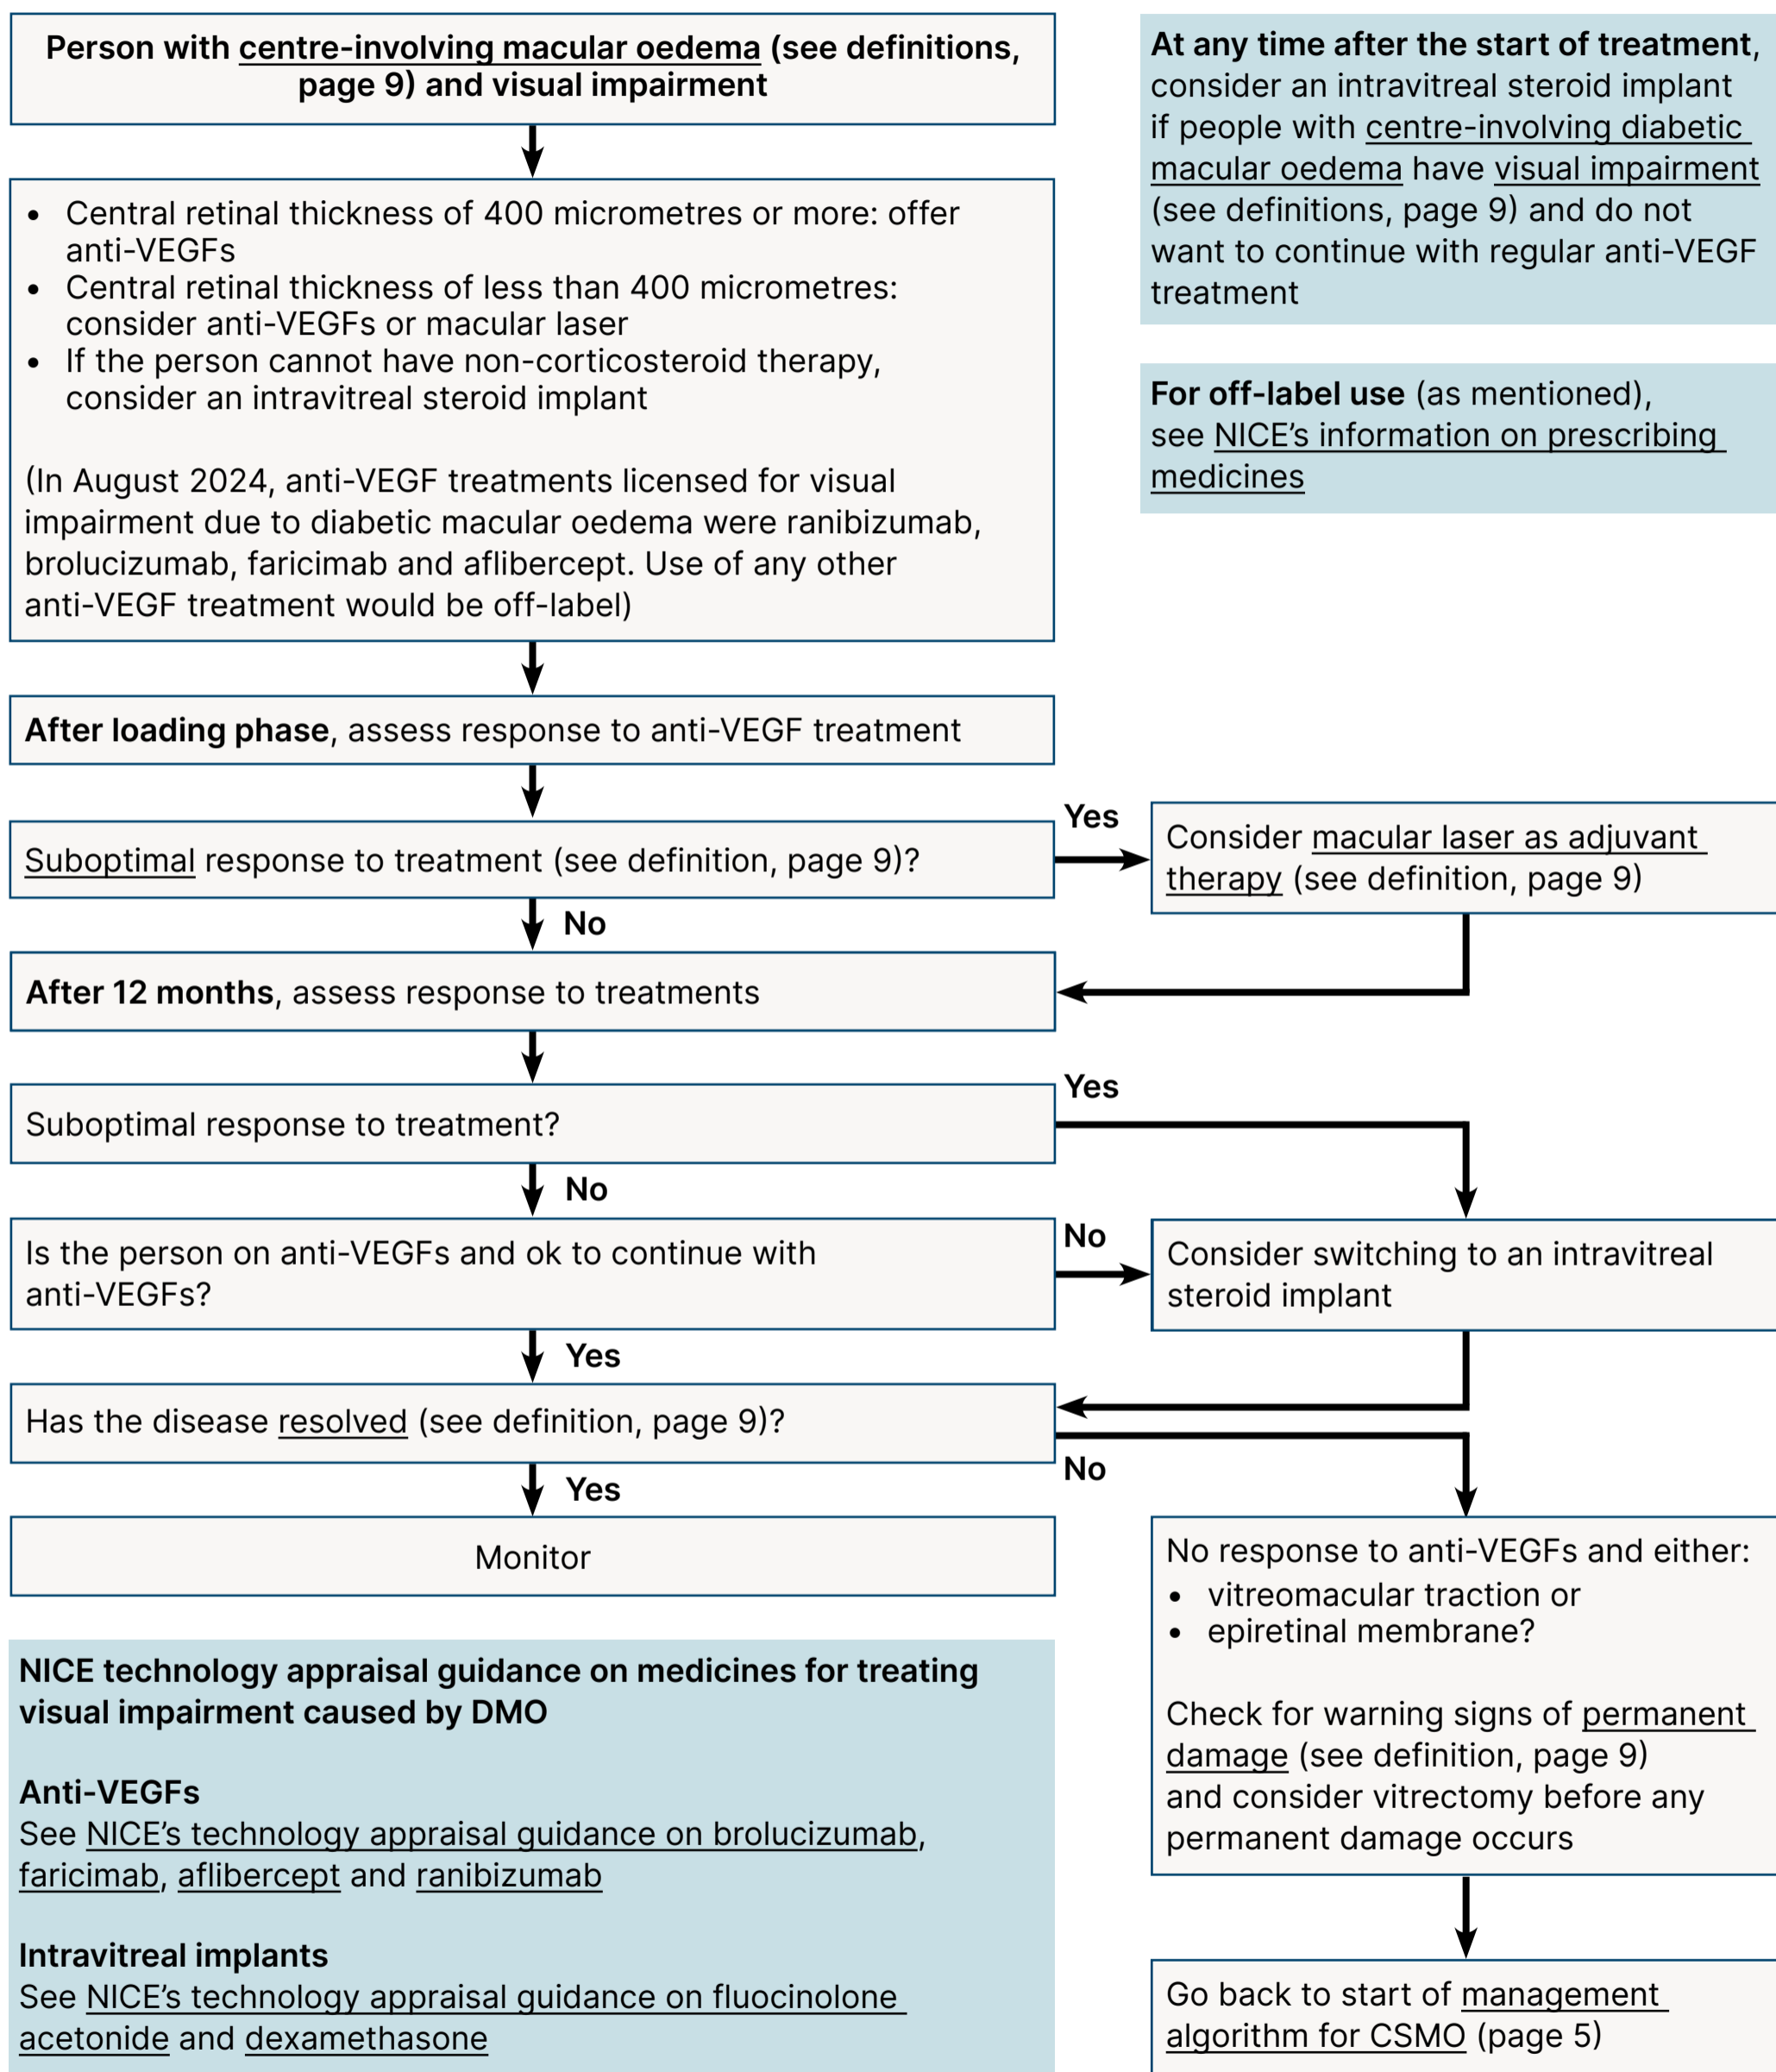 Person with centre-involving macular oedema (see definitions,
page 9) and visual impairment
At any time after the start of treatment,
consider an intravitreal steroid implant
if people with centre-involving diabetic
macular oedema have visual impairment
(see definitions, page 9) and do not
want to continue with regular anti-VEGF
treatment
For off-label use (as mentioned),
see NICE’s information on prescribing
medicines
• Central retinal thickness of 400 micrometres or more: offer
anti-VEGFs
• Central retinal thickness of less than 400 micrometres:
consider anti-VEGFs or macular laser
• If the person cannot have non-corticosteroid therapy,
consider an intravitreal steroid implant
(In August 2024, anti-VEGF treatments licensed for visual
impairment due to diabetic macular oedema were ranibizumab,
brolucizumab, faricimab and aflibercept. Use of any other
anti-VEGF treatment would be off-label)
After loading phase, assess response to anti-VEGF treatment
Suboptimal response to treatment (see definition, page 9)?
Yes
Consider macular laser as adjuvant
therapy (see definition, page 9)
No
After 12 months, assess response to treatments
Suboptimal response to treatment?
Yes
No
Is the person on anti-VEGFs and ok to continue with
anti-VEGFs?
No
Consider switching to an intravitreal
steroid implant
Yes
Has the disease resolved (see definition, page 9)?
No
Yes
Monitor
No response to anti-VEGFs and either:
• vitreomacular traction or
• epiretinal membrane?
Check for warning signs of permanent
damage (see definition, page 9)
and consider vitrectomy before any
permanent damage occurs
Go back to start of management
algorithm for CSMO (page 5)
NICE technology appraisal guidance on medicines for treating
visual impairment caused by DMO
Anti-VEGFs
See NICE’s technology appraisal guidance on brolucizumab,
faricimab, aflibercept and ranibizumab
Intravitreal implants
See NICE’s technology appraisal guidance on fluocinolone
acetonide and dexamethasone